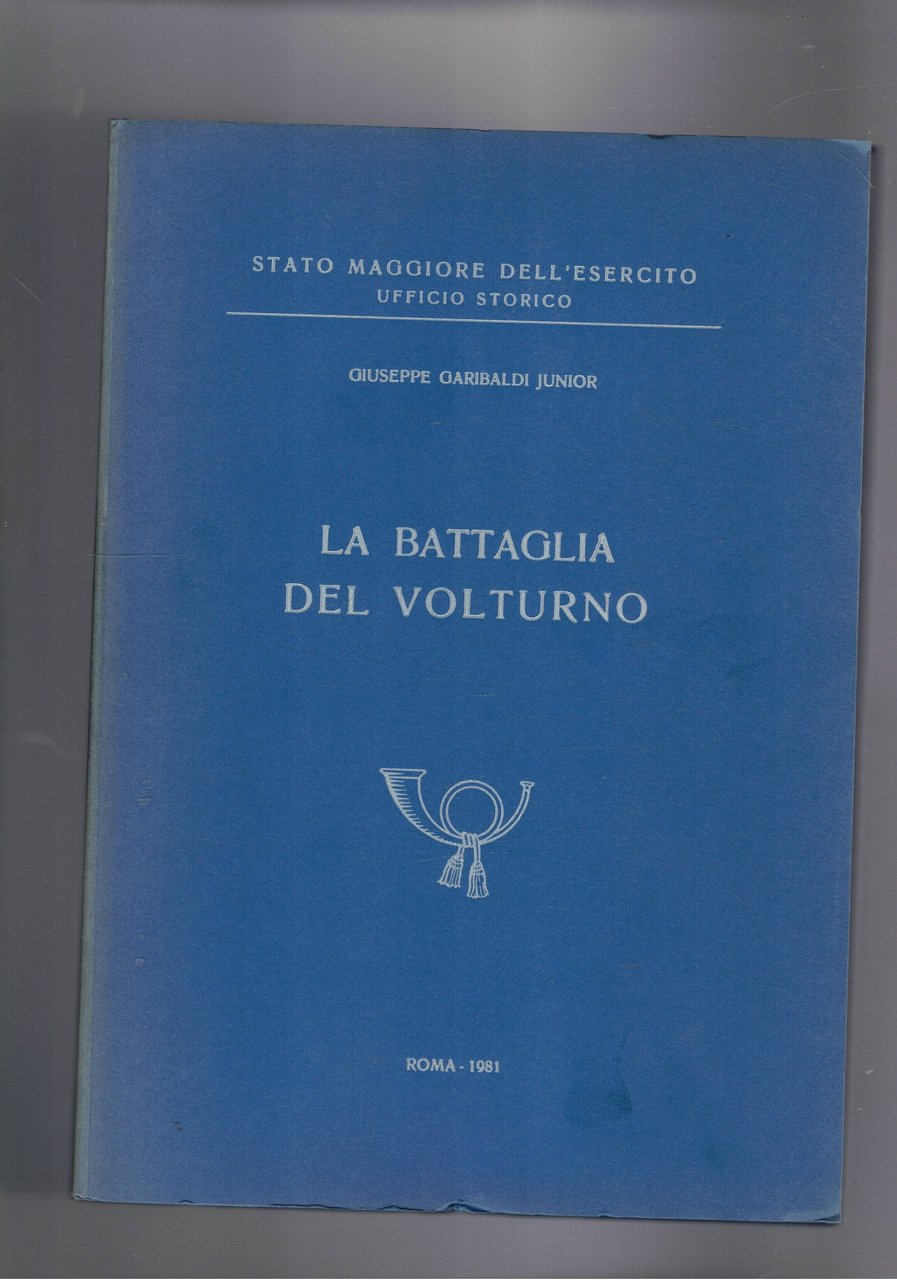 STATO MAGGIORE DELL'ESERCITO
UFFICIO STORICO
GIUSEPPE GARIBALDI JUNIOR
LA BATTAGLIA
DEL VOLTURNO
ROMA - 1981